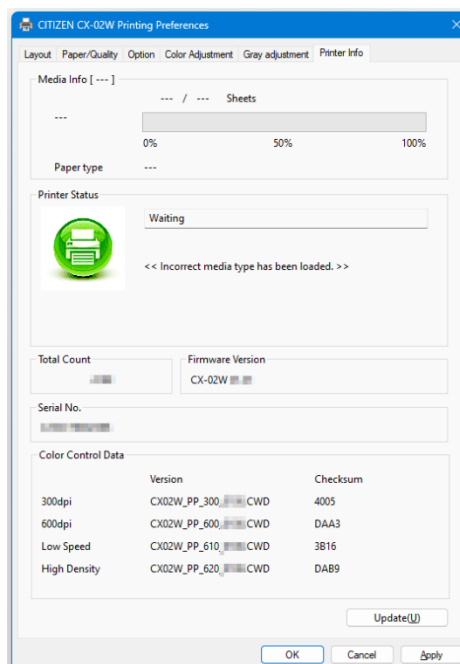 CITIZEN CX-02W Printing Preferences
Layout Paper/Quality Option Color Adjustment Gray adjustment Printer Info
Media Info [ --- ]
--- / --- Sheets
---
0% 50% 100%
Paper type ---
Printer Status
Waiting
<< Incorrect media type has been loaded. >>
Total Count Firmware Version
CX-02W
Serial No.
Color Control Data
Version Checksum
300dpi CX02W_PP_300_ .CWD 4005
600dpi CX02W_PP_600_ .CWD DAA3
Low Speed CX02W_PP_610_ .CWD 3B16
High Density CX02W_PP_620_ .CWD DAB9
Update(U)
OK Cancel Apply